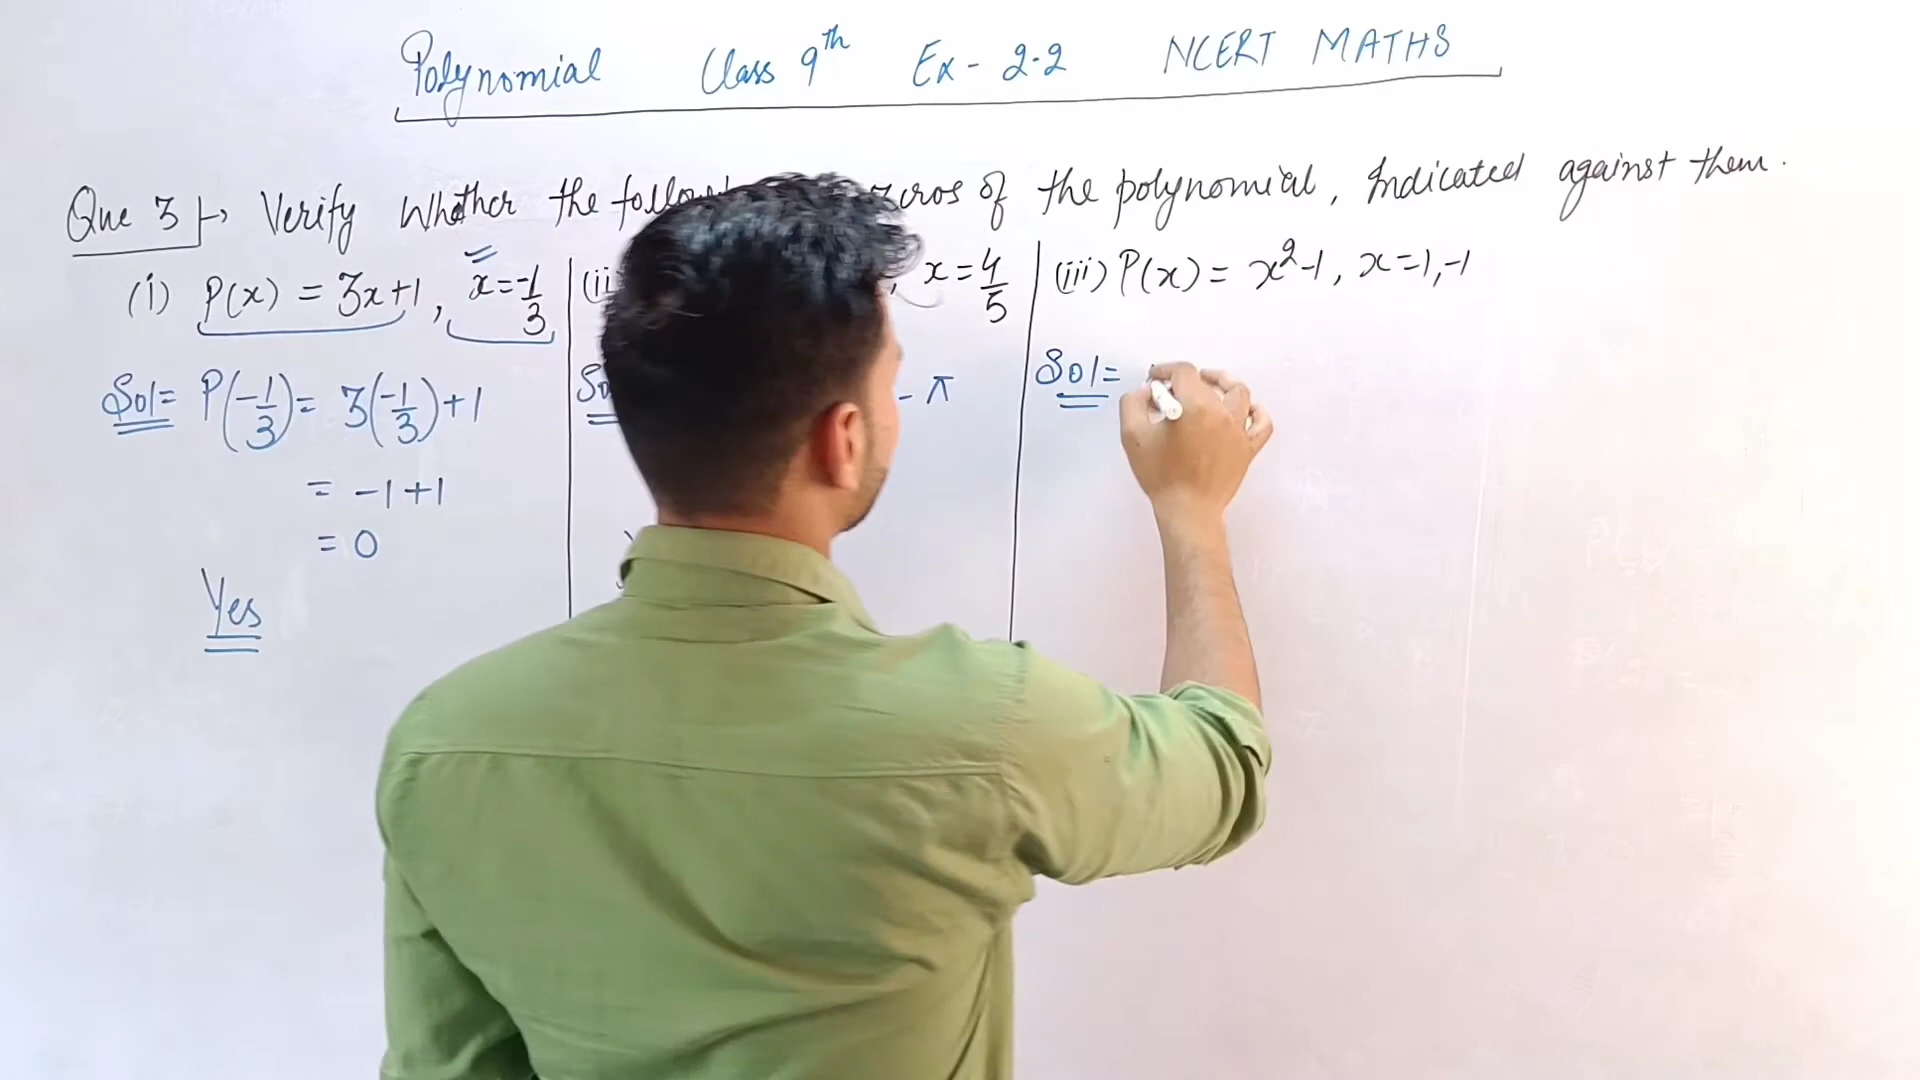 Polynomial Class 9th Ex- 2.2 NCERT MATHS
Que 3 Verify Whether the zeros of the polynomial, Indicated against them.
(i) P(x) = 3x+1, x=-1/3
(ii x=4/5
(iii) P(x) = x²-1, x=1,-1
Sol= P(-1/3)= 3(-1/3)+1
= -1+1
= 0
Yes
- π
Sol=